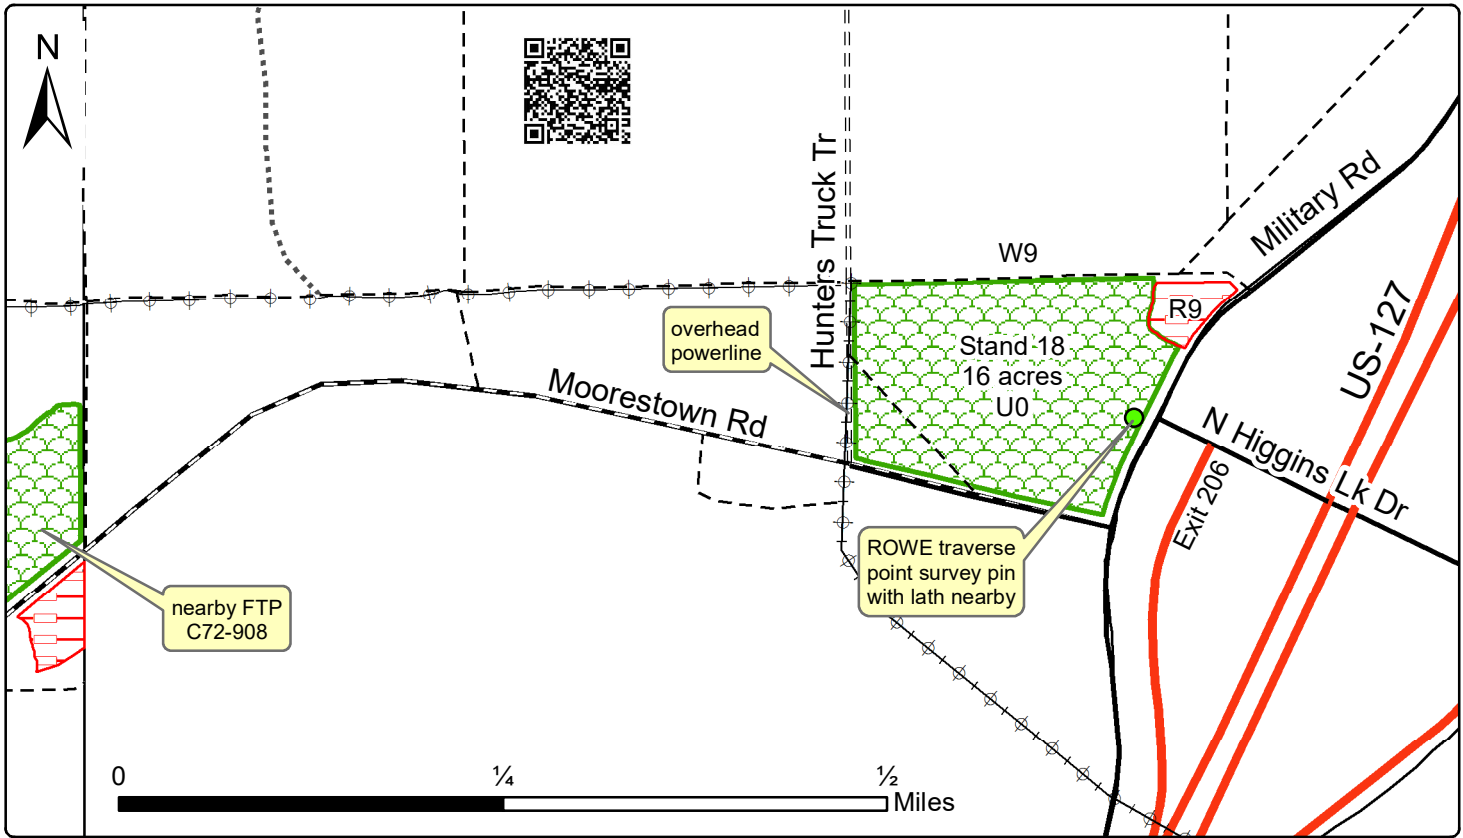 N
Hunters Truck Tr
Military Rd
W9
R9
US-127
overhead
powerline
Stand 18
16 acres
U0
Moorestown Rd
N Higgins Lk Dr
Exit 206
ROWE traverse
point survey pin
with lath nearby
nearby FTP
C72-908
0
¼
½
Miles